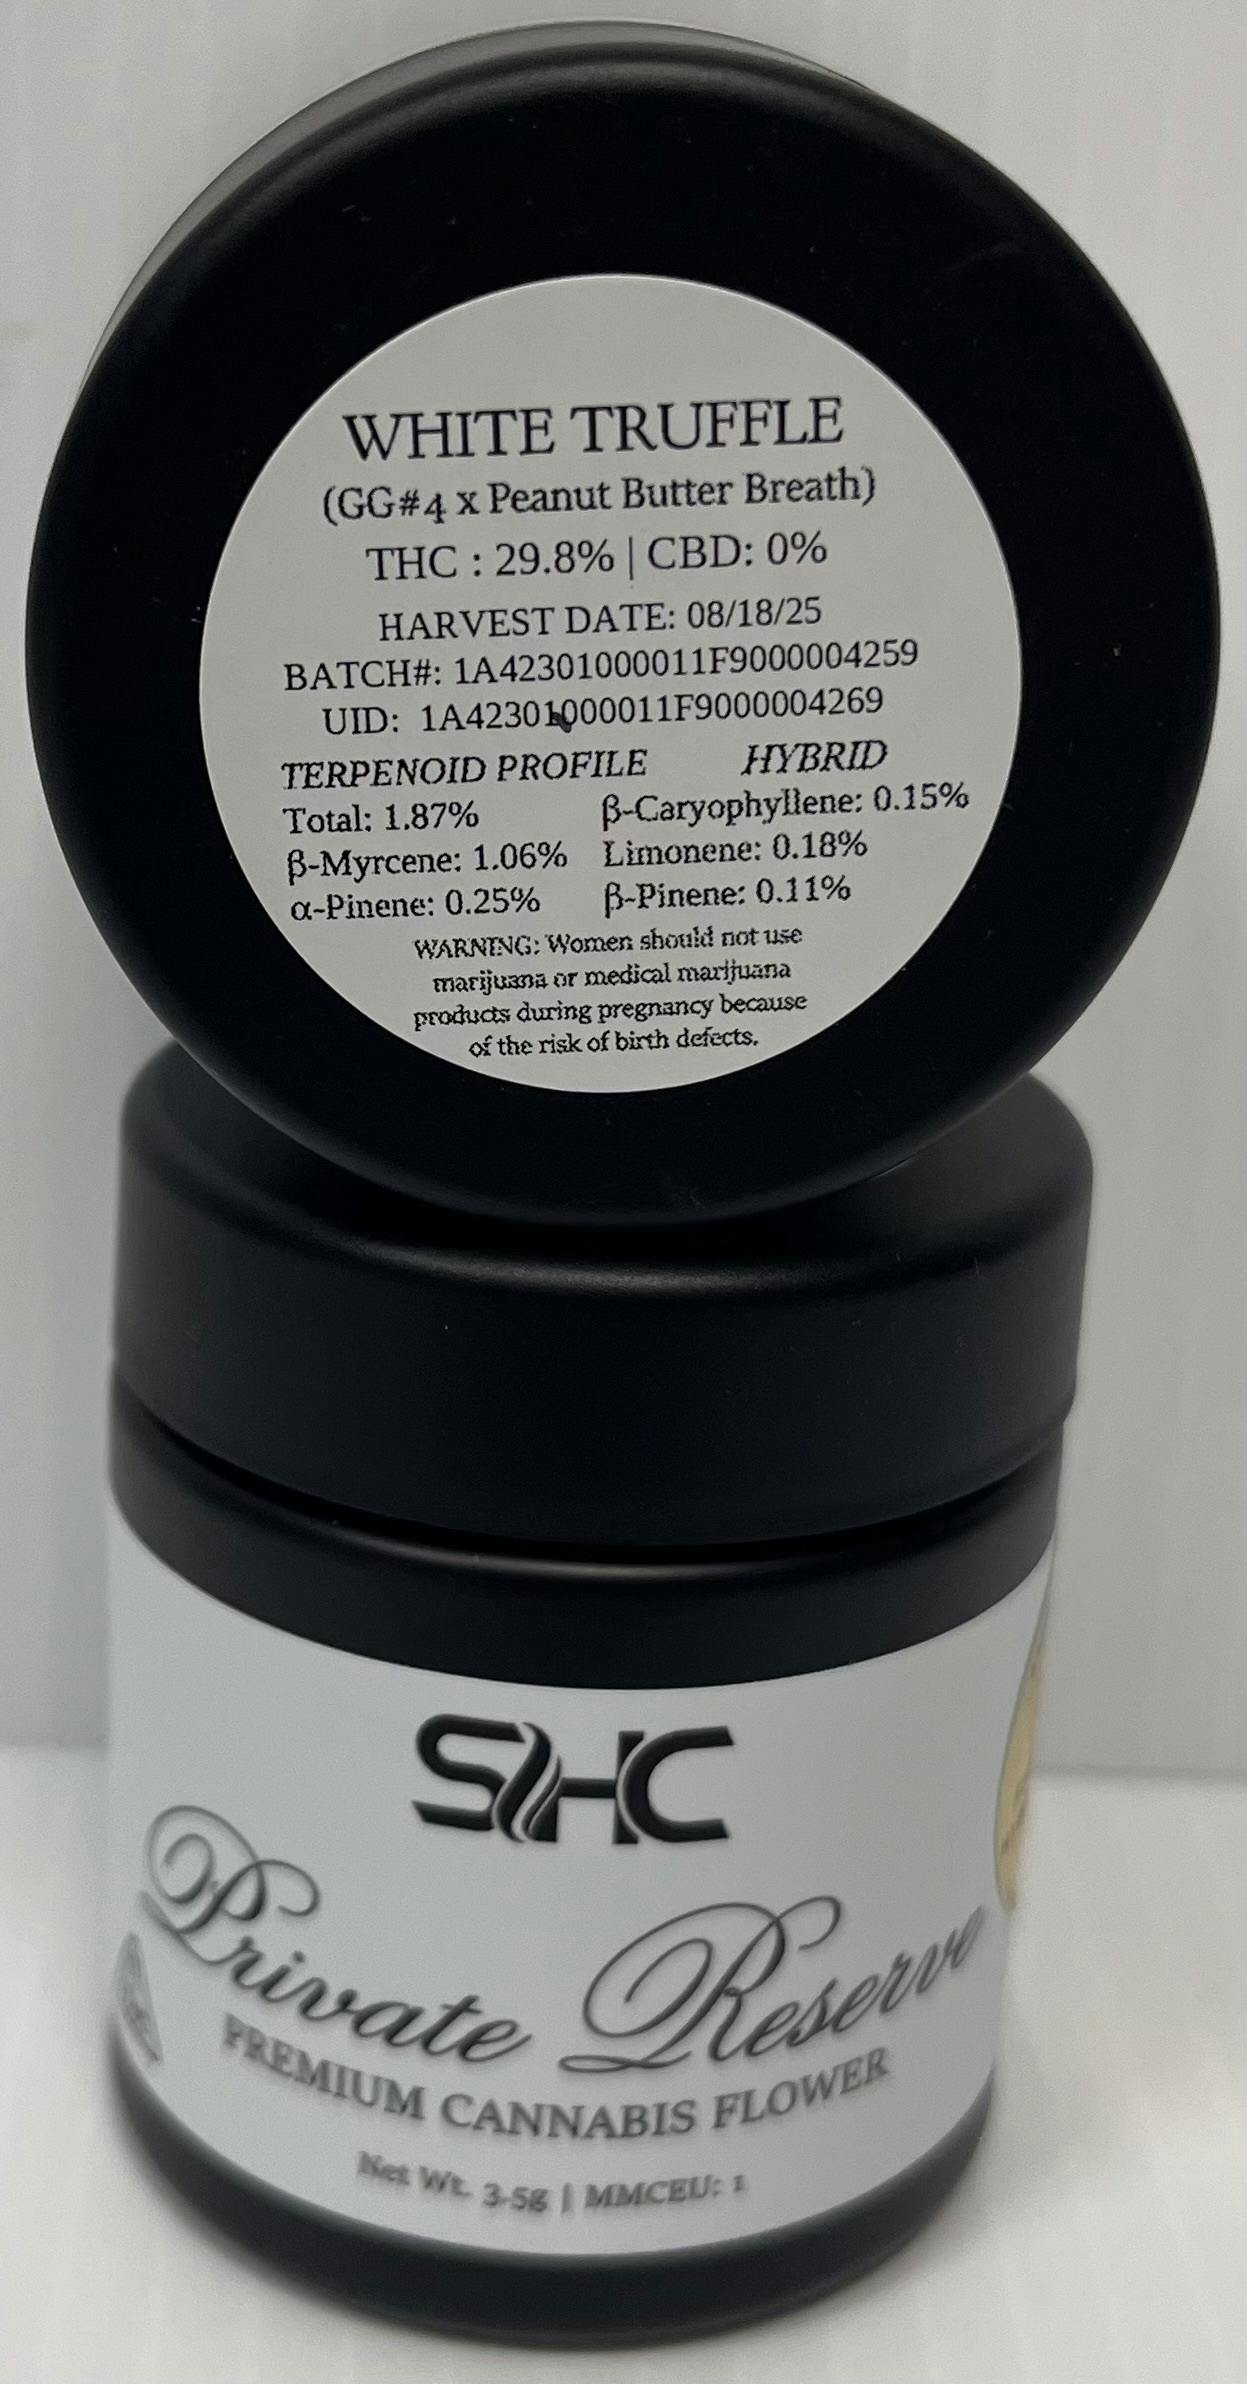 WHITE TRUFFLE
(GG#4 x Peanut Butter Breath)
THC : 29.8% | CBD: 0%
HARVEST DATE: 08/18/25
BATCH#: 1A42301000011F9000004259
UID: 1A42301000011F9000004269
TERPENOID PROFILE HYBRID
Total: 1.87% β-Caryophyllene: 0.15%
β-Myrcene: 1.06% Limonene: 0.18%
α-Pinene: 0.25% β-Pinene: 0.11%
WARNING: Women should not use
marijuana or medical marijuana
products during pregnancy because
of the risk of birth defects.
SHC
Private Reserve
PREMIUM CANNABIS FLOWER
Net Wt. 3.5g | MMCEU: 1